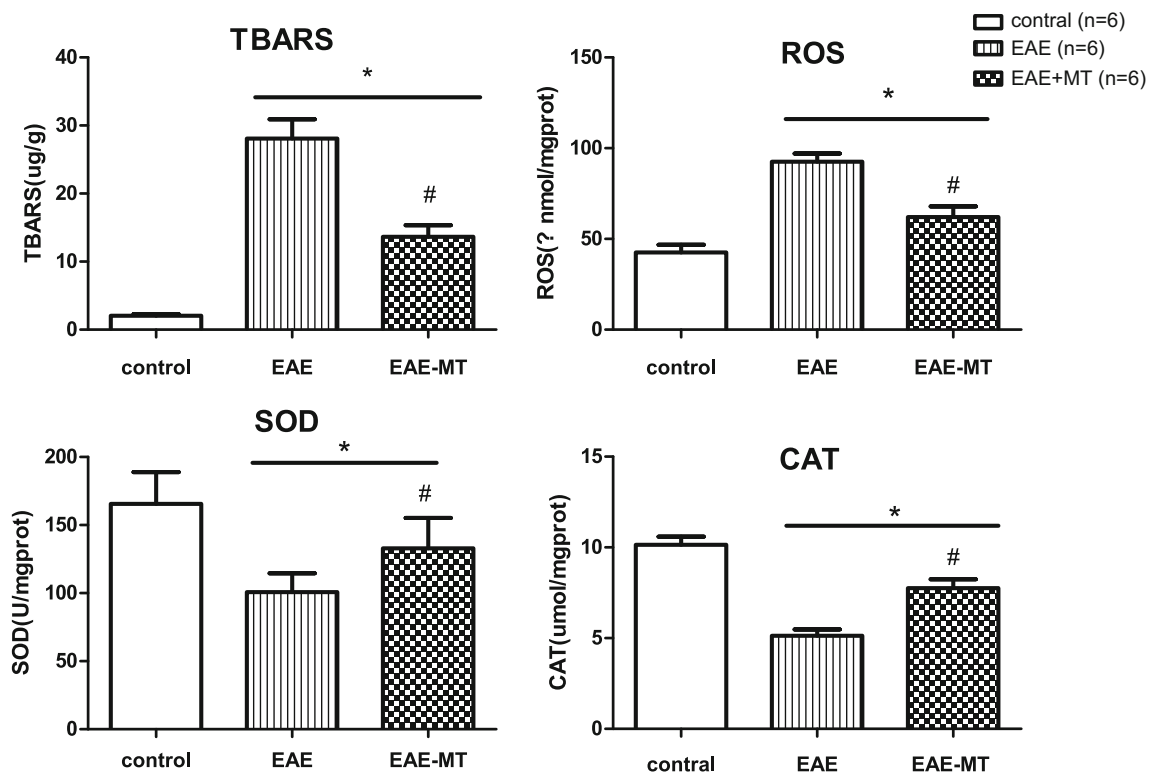 contral (n=6)
EAE (n=6)
EAE+MT (n=6)
TBARS
TBARS(ug/g)
40
30
20
10
0
*
#
control EAE EAE-MT
ROS
ROS(? nmol/mgprot)
150
100
50
0
*
#
control EAE EAE-MT
SOD
SOD(U/mgprot)
200
150
100
50
0
*
#
control EAE EAE-MT
CAT
CAT(umol/mgprot)
15
10
5
0
*
#
contral EAE EAE-MT